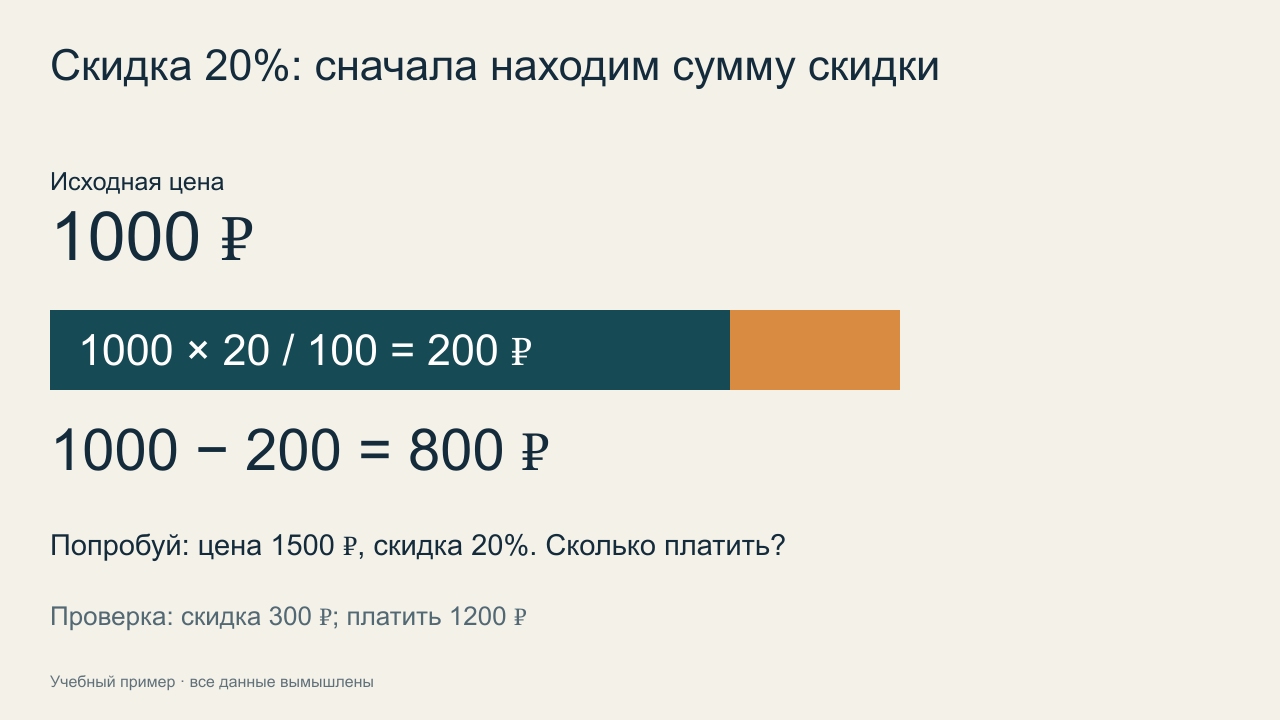 Скидка 20%: сначала находим сумму скидки
Исходная цена
1000 ₽
1000 × 20 / 100 = 200 ₽
1000 − 200 = 800 ₽
Попробуй: цена 1500 ₽, скидка 20%. Сколько платить?
Проверка: скидка 300 ₽; платить 1200 ₽
Учебный пример · все данные вымышлены